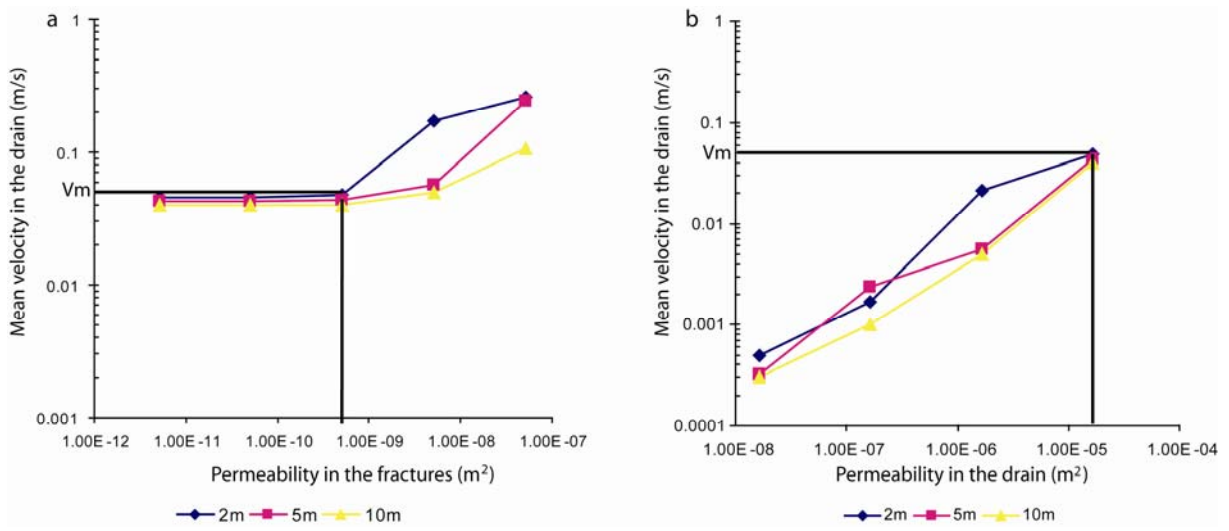 a
1
0.1
Vm
0.01
0.001
Mean velocity in the drain (m/s)
1.00E-12 1.00E-11 1.00E-10 1.00E-09 1.00E-08 1.00E-07
Permeability in the fractures (m²)
2m 5m 10m
b
1
0.1
Vm
0.01
0.001
0.0001
Mean velocity in the drain (m/s)
1.00E-08 1.00E-07 1.00E-06 1.00E-05 1.00E-04
Permeability in the drain (m²)
2m 5m 10m